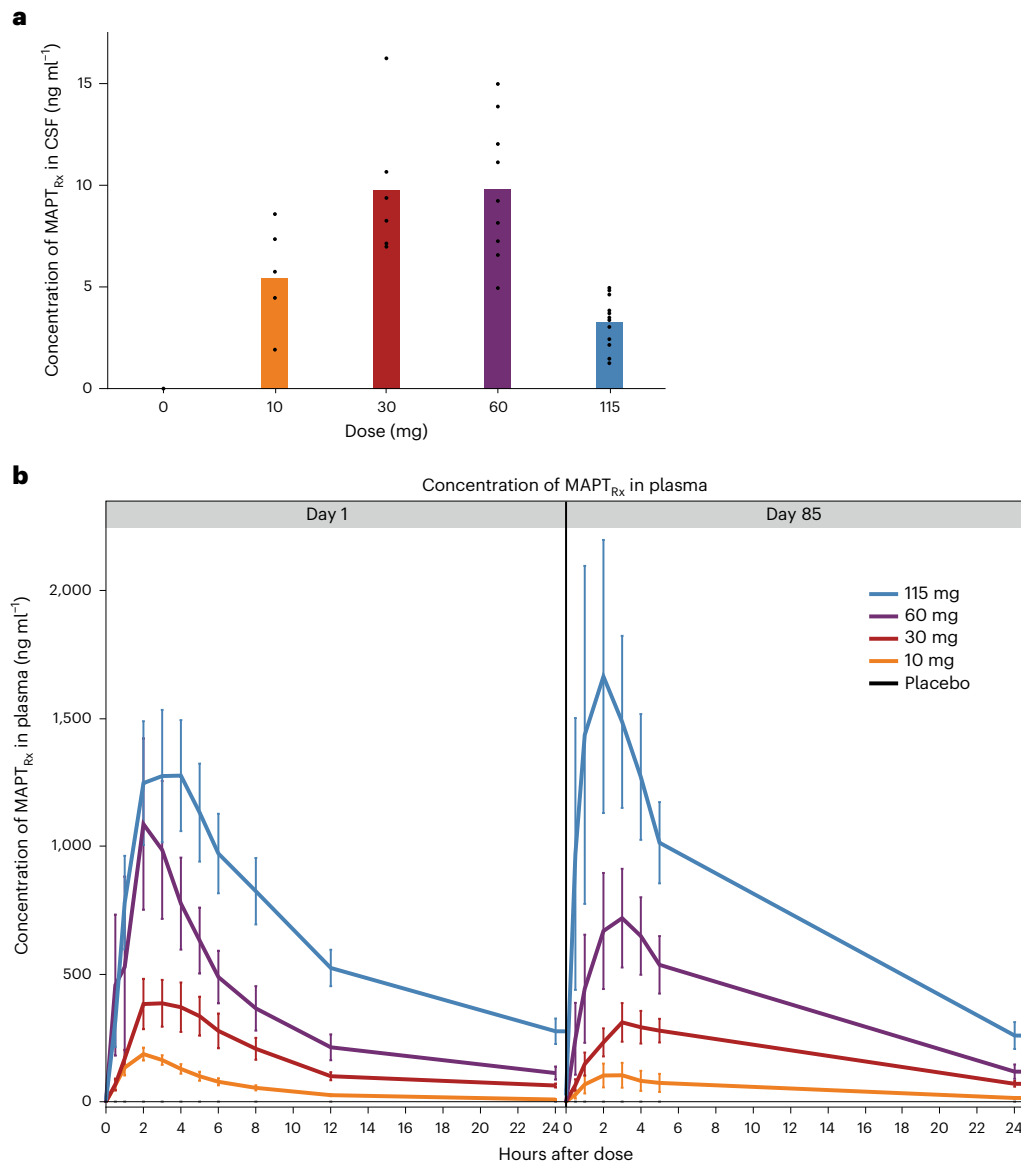 a
Concentration of MAPT_Rx in CSF (ng ml⁻¹)
15
10
5
0
0 10 30 60 115
Dose (mg)
b
Concentration of MAPT_Rx in plasma
Day 1 Day 85
Concentration of MAPT_Rx in plasma (ng ml⁻¹)
2,000
1,500
1,000
500
0
115 mg
60 mg
30 mg
10 mg
Placebo
0 2 4 6 8 10 12 14 16 18 20 22 24 0 2 4 6 8 10 12 14 16 18 20 22 24
Hours after dose